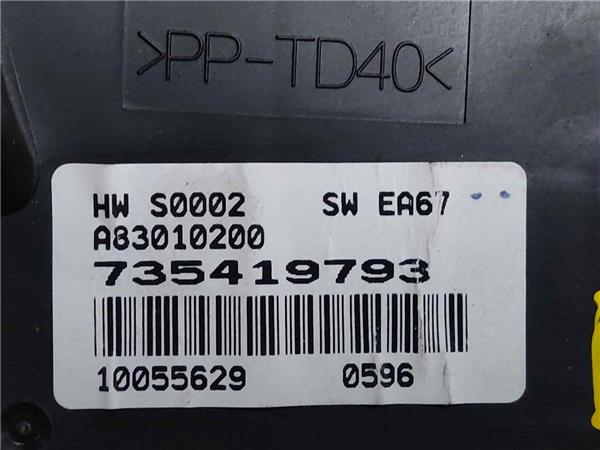 >PP-TD40<
HW S0002 SW EA67
A83010200
735419793
10055629 0596